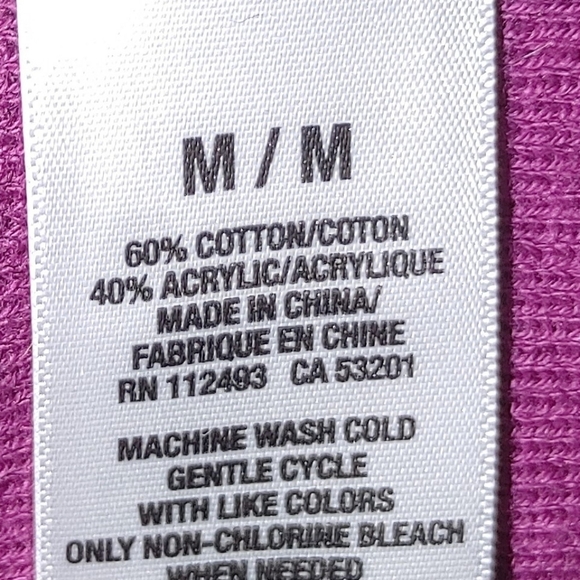 M / M
60% COTTON/COTON
40% ACRYLIC/ACRYLIQUE
MADE IN CHINA/
FABRIQUE EN CHINE
RN 112493 CA 53201
MACHINE WASH COLD
GENTLE CYCLE
WITH LIKE COLORS
ONLY NON-CHLORINE BLEACH
WHEN NEEDED